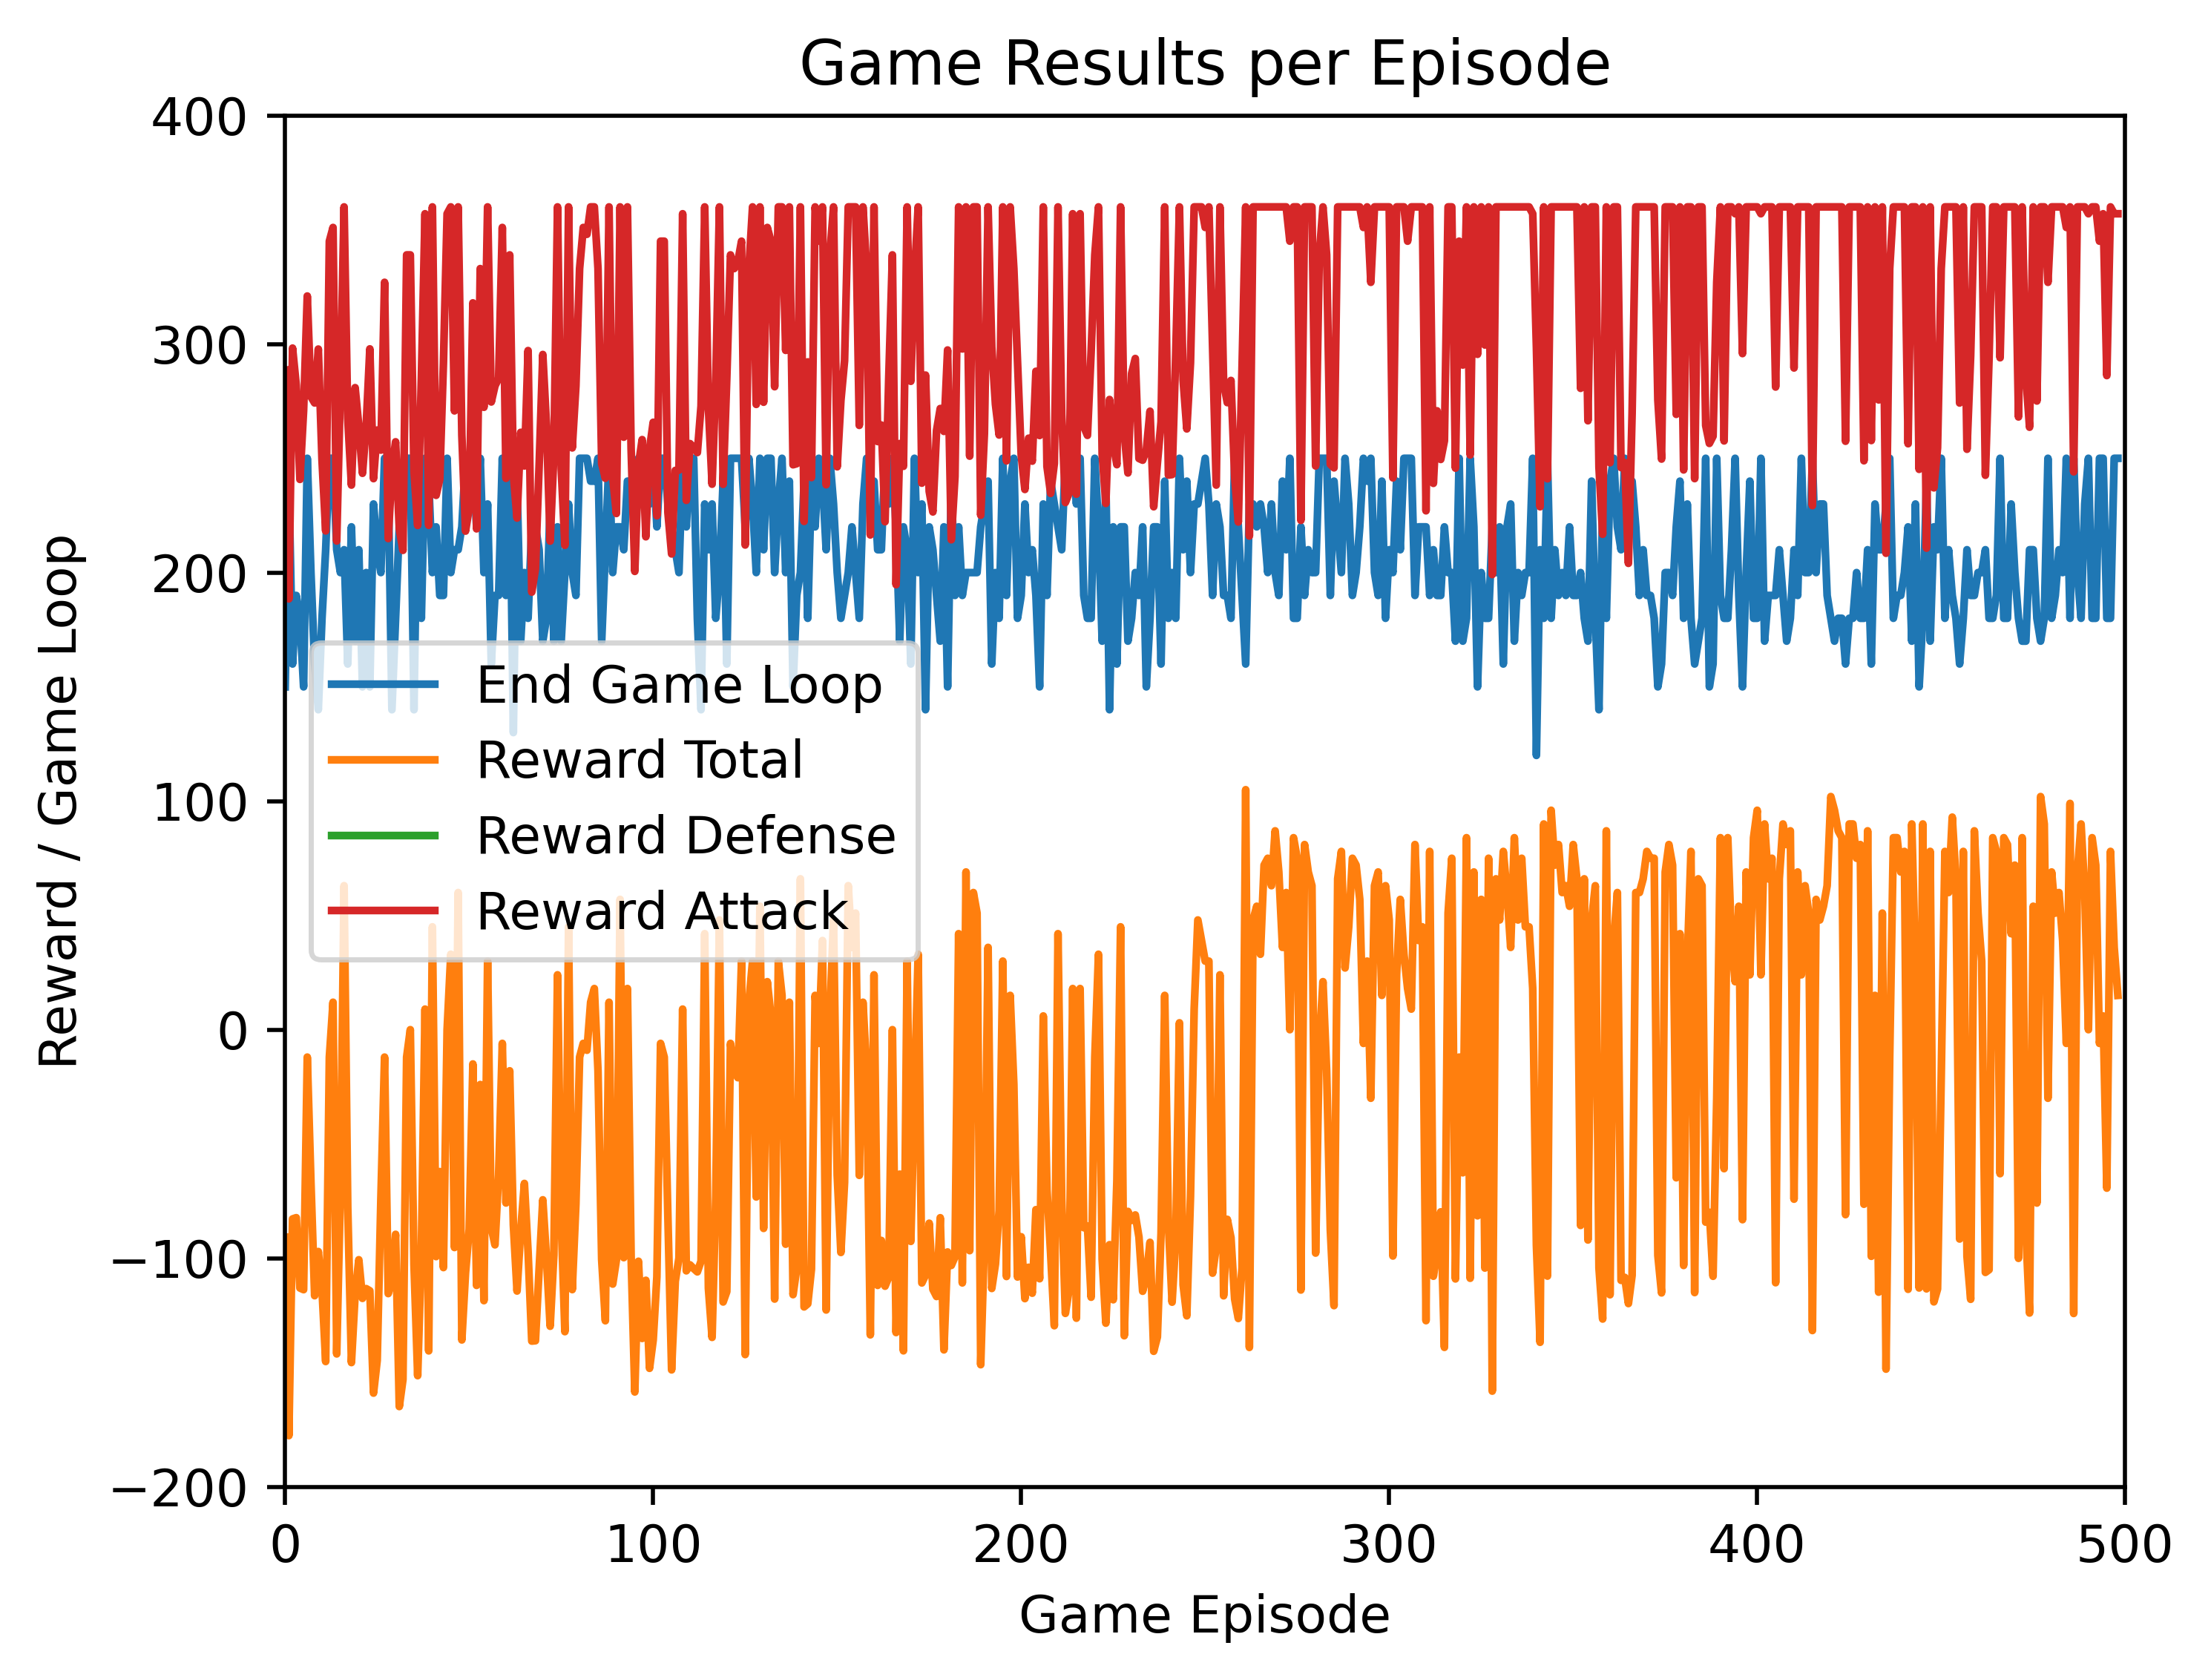 Game Results per Episode
400
300
200
100
0
−100
−200
Reward / Game Loop
End Game Loop
Reward Total
Reward Defense
Reward Attack
0 100 200 300 400 500
Game Episode